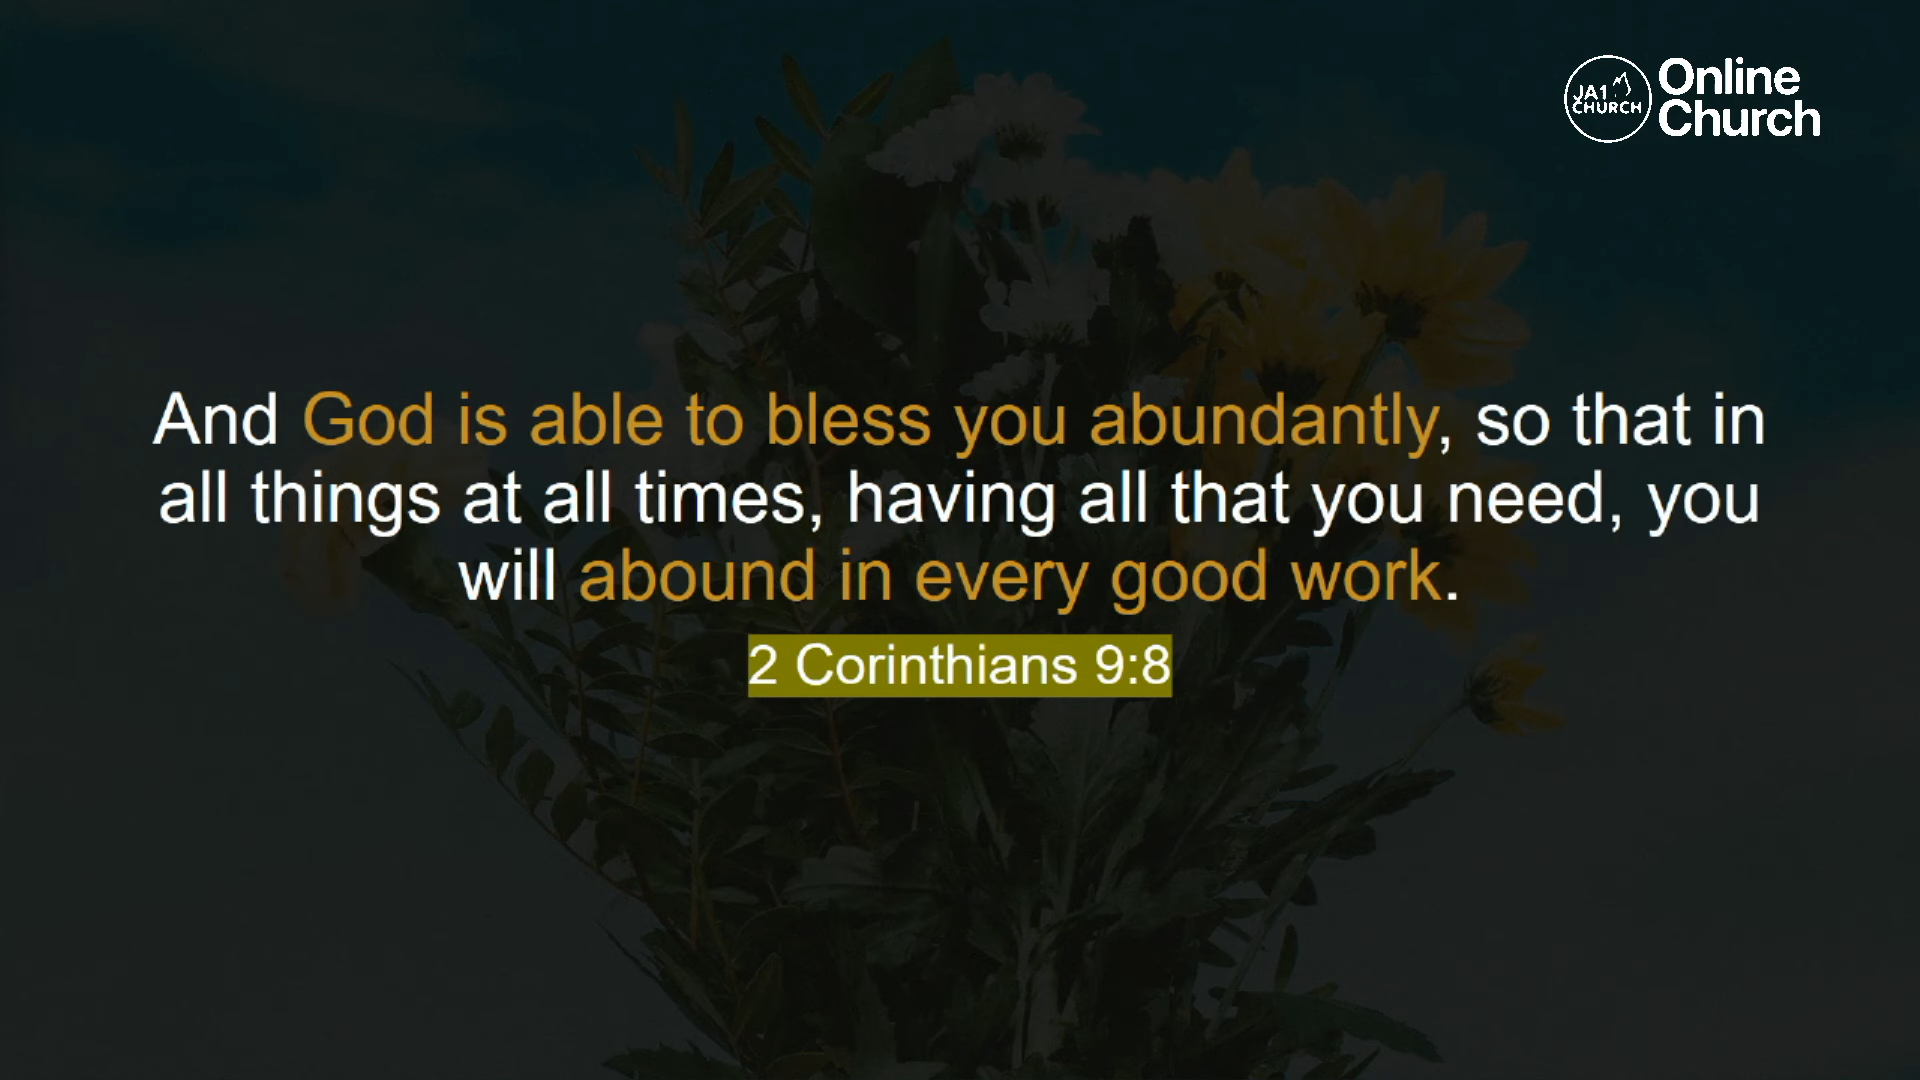 JA1
CHURCH
Online
Church
And God is able to bless you abundantly, so that in
all things at all times, having all that you need, you
will abound in every good work.
2 Corinthians 9:8